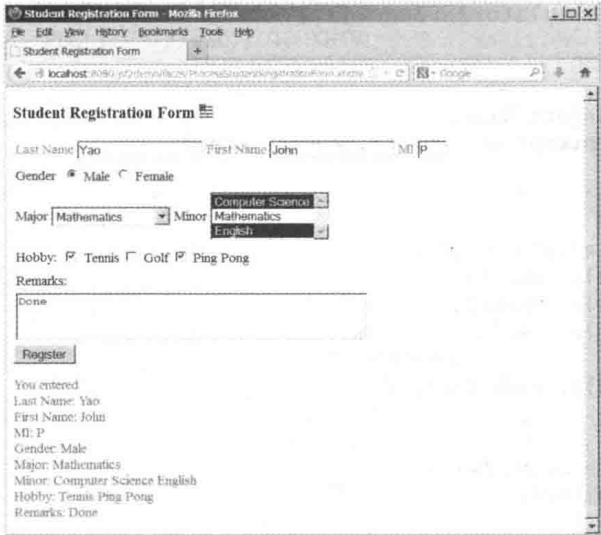 Student Registration Form - Mozilla Firefox
File Edit View History Bookmarks Tools Help
Student Registration Form +
Google
Student Registration Form
Last Name Yao First Name John MI P
Gender Male Female
Computer Science
Major Mathematics Minor Mathematics
English
Hobby: Tennis Golf Ping Pong
Remarks:
Done
Register
You entered
Last Name: Yao
First Name: John
MI: P
Gender: Male
Major: Mathematics
Minor: Computer Science English
Hobby: Tennis Ping Pong
Remarks: Done